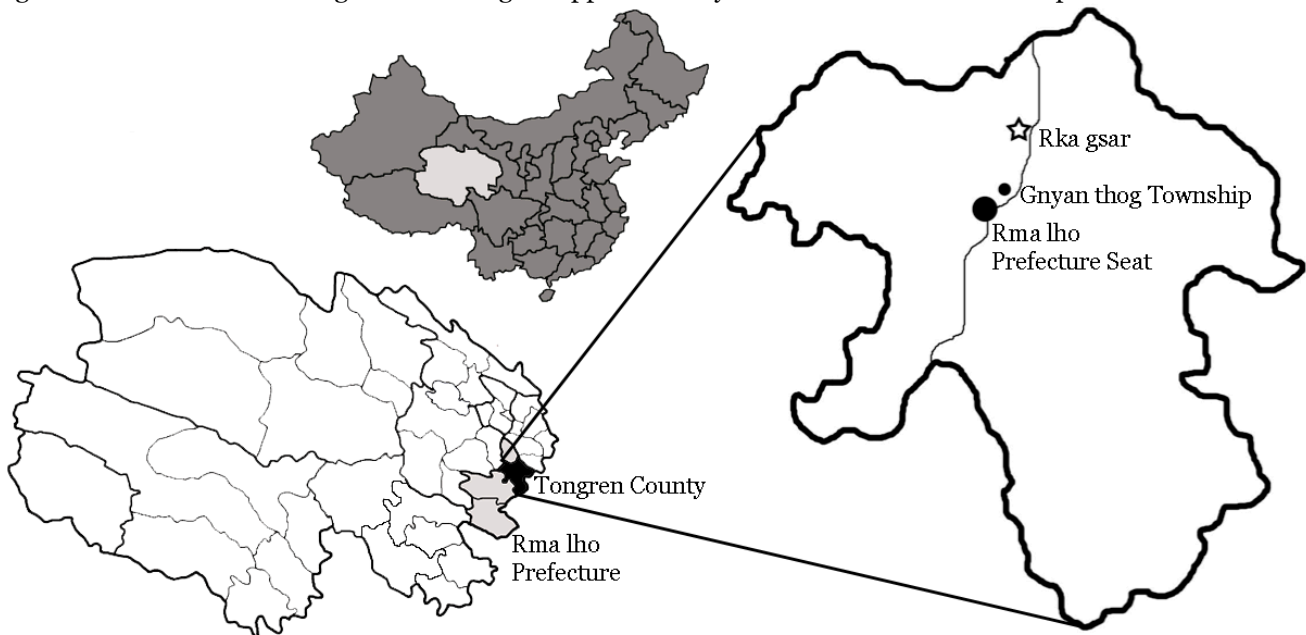 Rka gsar
Gnyan thog Township
Rma lho
Prefecture Seat
Tongren County
Rma lho
Prefecture